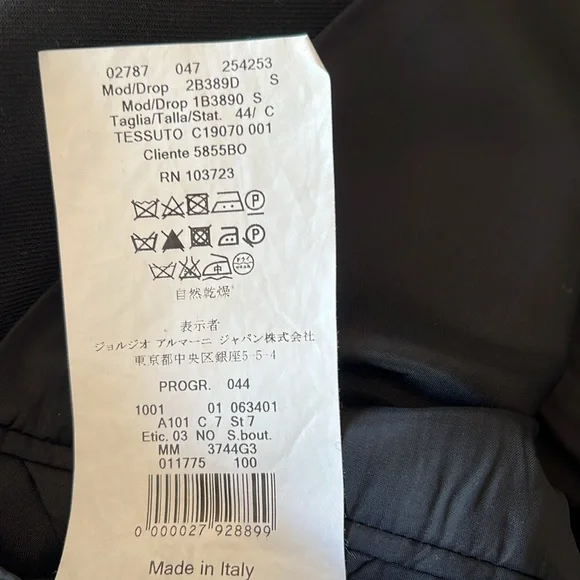 02787 047 254253
Mod/Drop 2B389D S
Mod/Drop 1B3890 S
Taglia/Talla/Stat. 44/ C
TESSUTO C19070 001
Cliente 5855BO
RN 103723
P
P
中 ドライ
自然乾燥
表示者
ジョルジオ アルマーニ ジャパン株式会社
東京都中央区銀座5-5-4
PROGR. 044
1001 01 063401
A101 C 7 St 7
Etic. 03 NO S.bout.
MM 3744G3
011775 100
0 000027 928899
Made in Italy